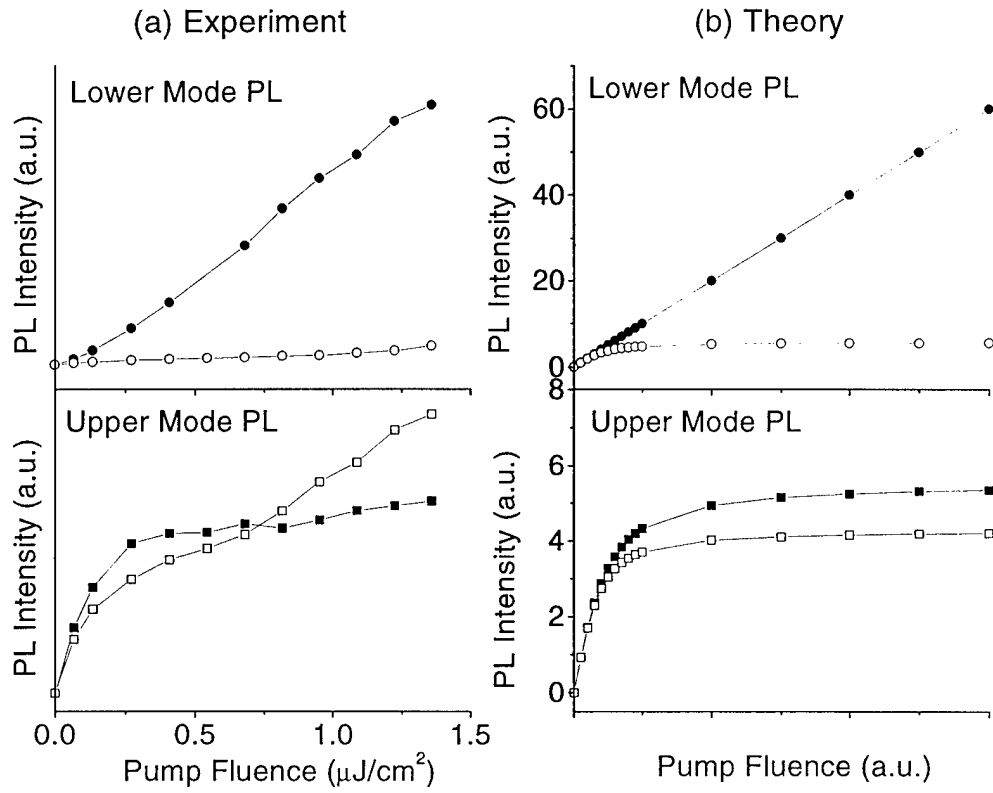 (a) Experiment
(b) Theory
Lower Mode PL
PL Intensity (a.u.)
Lower Mode PL
PL Intensity (a.u.)
60
40
20
0
Upper Mode PL
PL Intensity (a.u.)
0.0
0.5
1.0
1.5
Pump Fluence (μJ/cm²)
Upper Mode PL
PL Intensity (a.u.)
8
6
4
2
0
Pump Fluence (a.u.)